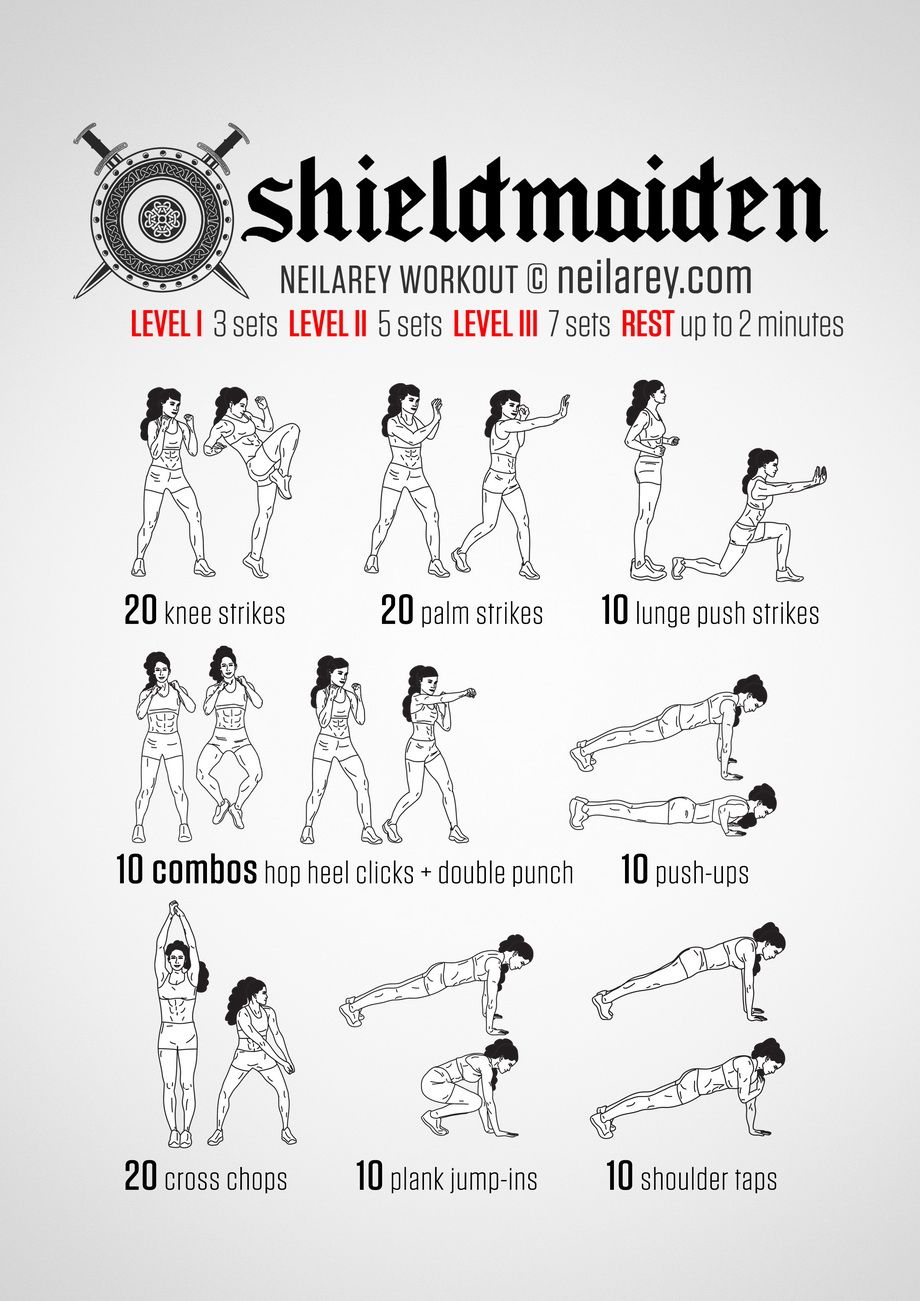 shieldmaiden
NEILAREY WORKOUT © neilarey.com
LEVEL I 3 sets LEVEL II 5 sets LEVEL III 7 sets REST up to 2 minutes
20 knee strikes
20 palm strikes
10 lunge push strikes
10 combos hop heel clicks + double punch
10 push-ups
20 cross chops
10 plank jump-ins
10 shoulder taps